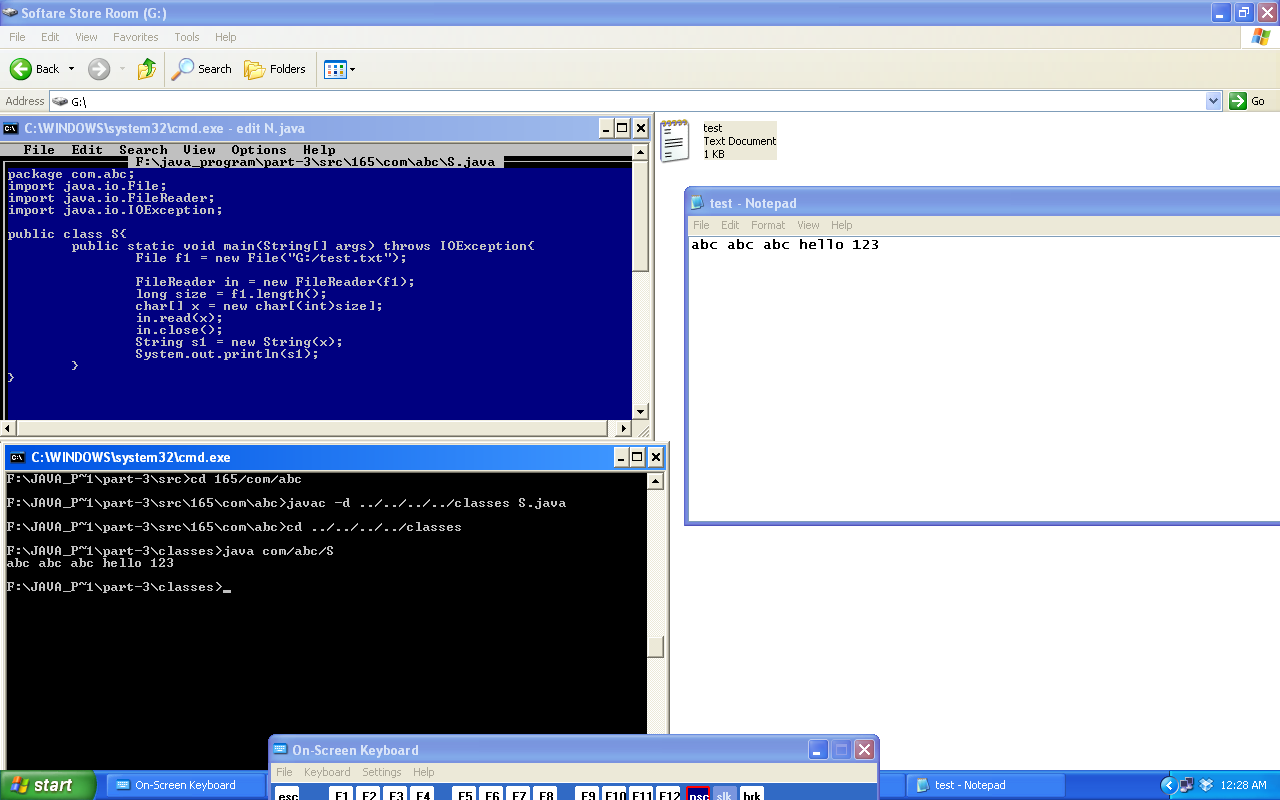 Softare Store Room (G:)
File Edit View Favorites Tools Help
Back Search Folders
Address G:\ Go
C:\WINDOWS\system32\cmd.exe - edit N.java
File Edit Search View Options Help
F:\java_program\part-3\src\165\com\abc\S.java
package com.abc;
import java.io.File;
import java.io.FileReader;
import java.io.IOException;
public class S{
public static void main(String[] args) throws IOException{
File f1 = new File("G:/test.txt");
FileReader in = new FileReader(f1);
long size = f1.length();
char[] x = new char[(int)size];
in.read(x);
in.close();
String s1 = new String(x);
System.out.println(s1);
}
}
test
Text Document
1 KB
test - Notepad
File Edit Format View Help
abc abc abc hello 123
C:\WINDOWS\system32\cmd.exe
F:\JAVA_P~1\part-3\src>cd 165/com/abc
F:\JAVA_P~1\part-3\src\165\com\abc>javac -d ../../../../classes S.java
F:\JAVA_P~1\part-3\src\165\com\abc>cd ../../../../classes
F:\JAVA_P~1\part-3\classes>java com/abc/S
abc abc abc hello 123
F:\JAVA_P~1\part-3\classes>_
On-Screen Keyboard
File Keyboard Settings Help
esc F1 F2 F3 F4 F5 F6 F7 F8 F9 F10 F11 F12 psc slk brk
start On-Screen Keyboard test - Notepad 12:28 AM